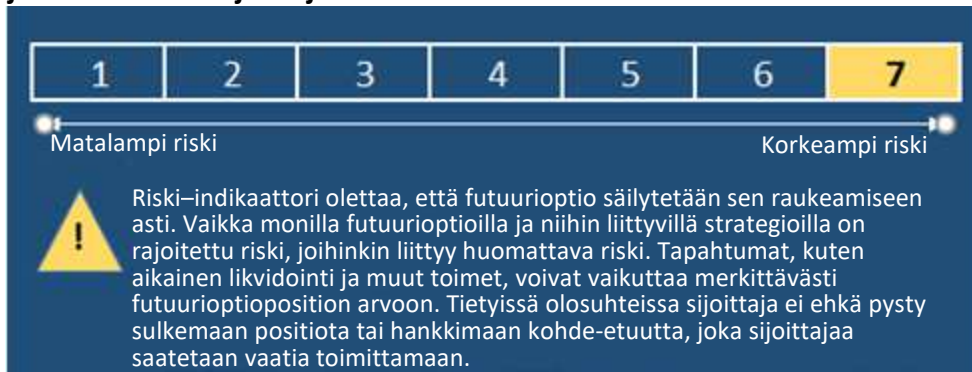 1 2 3 4 5 6 7
Matalampi riski Korkeampi riski
Riski–indikaattori olettaa, että futuurioptio säilytetään sen raukeamiseen
asti. Vaikka monilla futuurioptioilla ja niihin liittyvillä strategioilla on
rajoitettu riski, joihinkin liittyy huomattava riski. Tapahtumat, kuten
aikainen likvidointi ja muut toimet, voivat vaikuttaa merkittävästi
futuurioptioposition arvoon. Tietyissä olosuhteissa sijoittaja ei ehkä pysty
sulkemaan positiota tai hankkimaan kohde-etuutta, joka sijoittajaa
saatetaan vaatia toimittamaan.